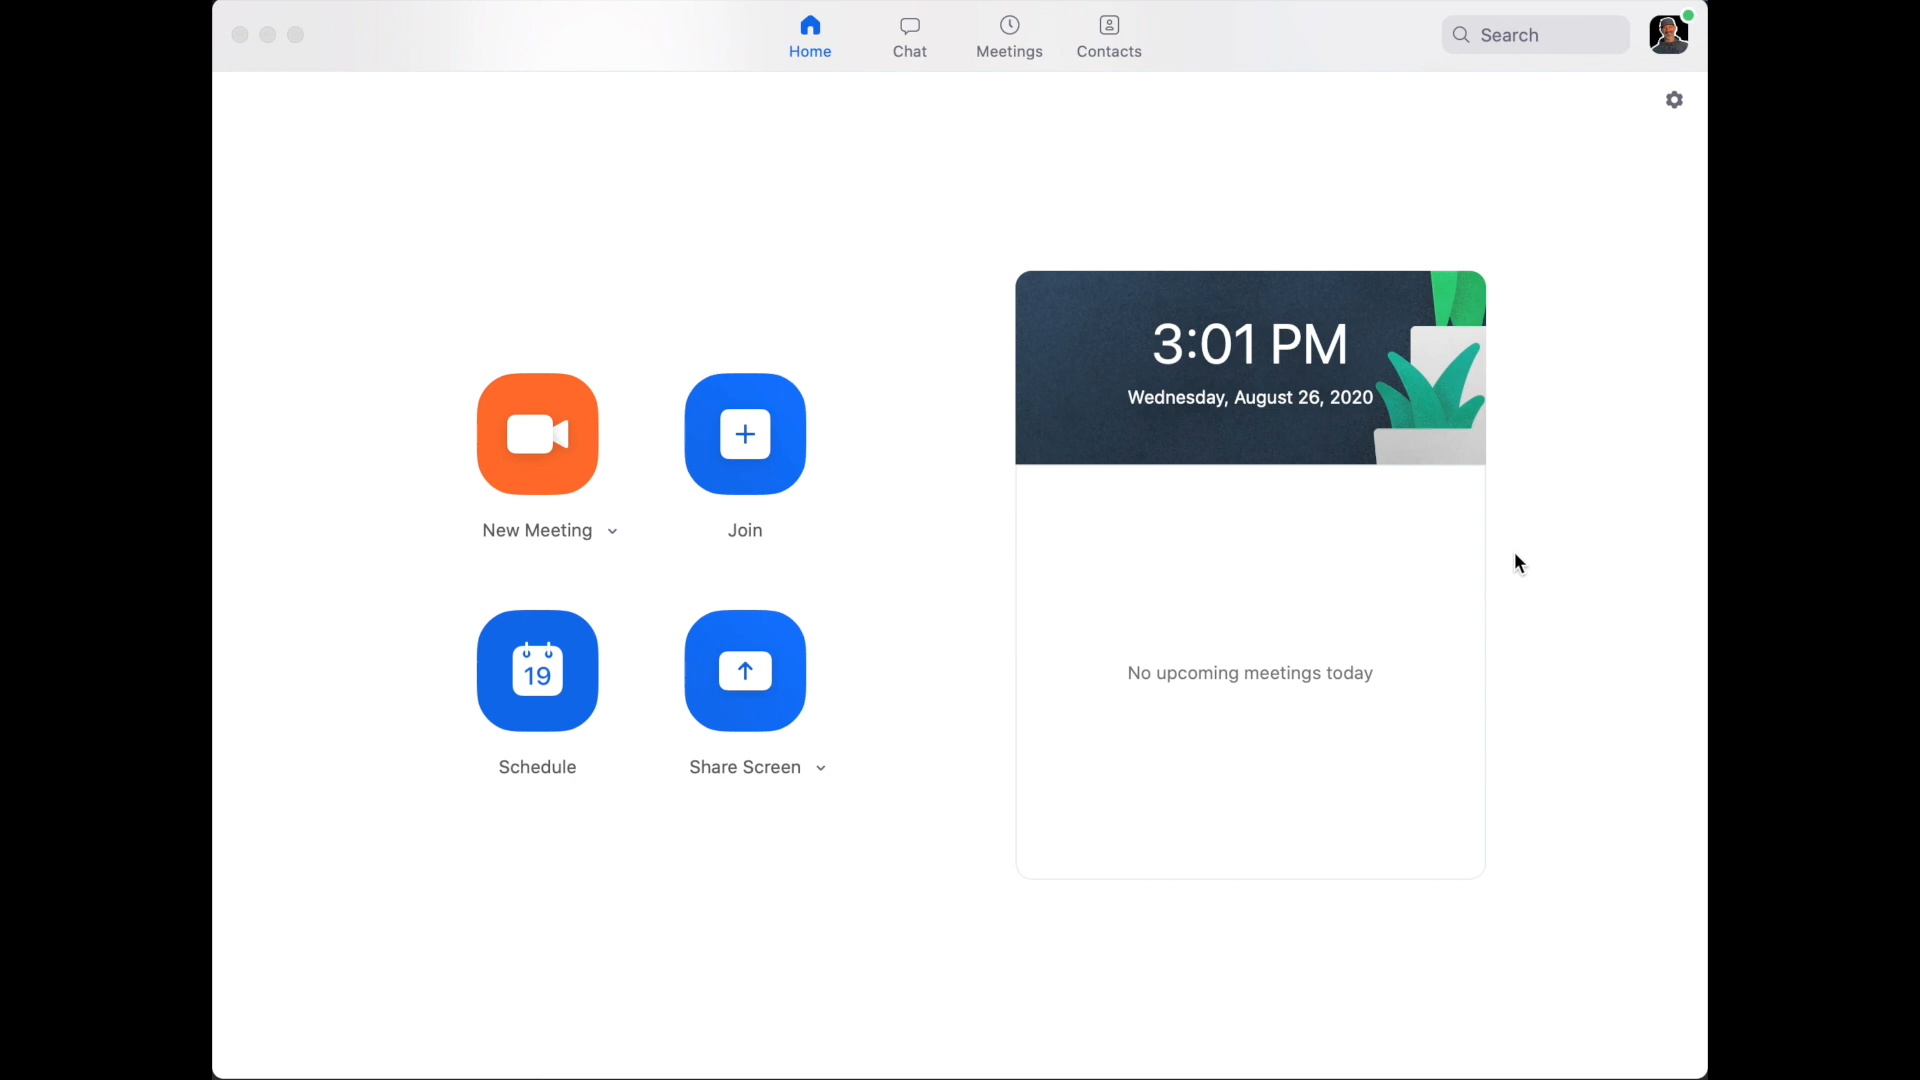 Home
Chat
Meetings
Contacts
Search
3:01 PM
Wednesday, August 26, 2020
New Meeting
Join
19
Schedule
Share Screen
No upcoming meetings today